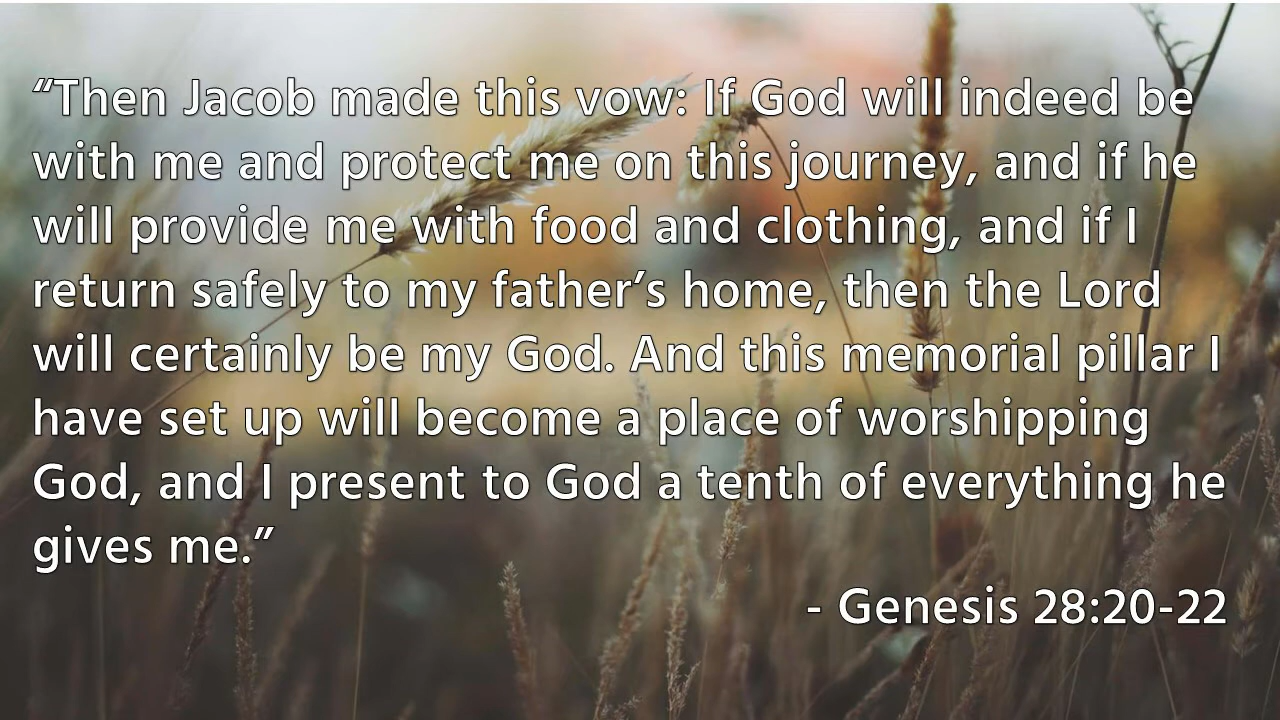 “Then Jacob made this vow: If God will indeed be
with me and protect me on this journey, and if he
will provide me with food and clothing, and if I
return safely to my father’s home, then the Lord
will certainly be my God. And this memorial pillar I
have set up will become a place of worshipping
God, and I present to God a tenth of everything he
gives me.”
- Genesis 28:20-22